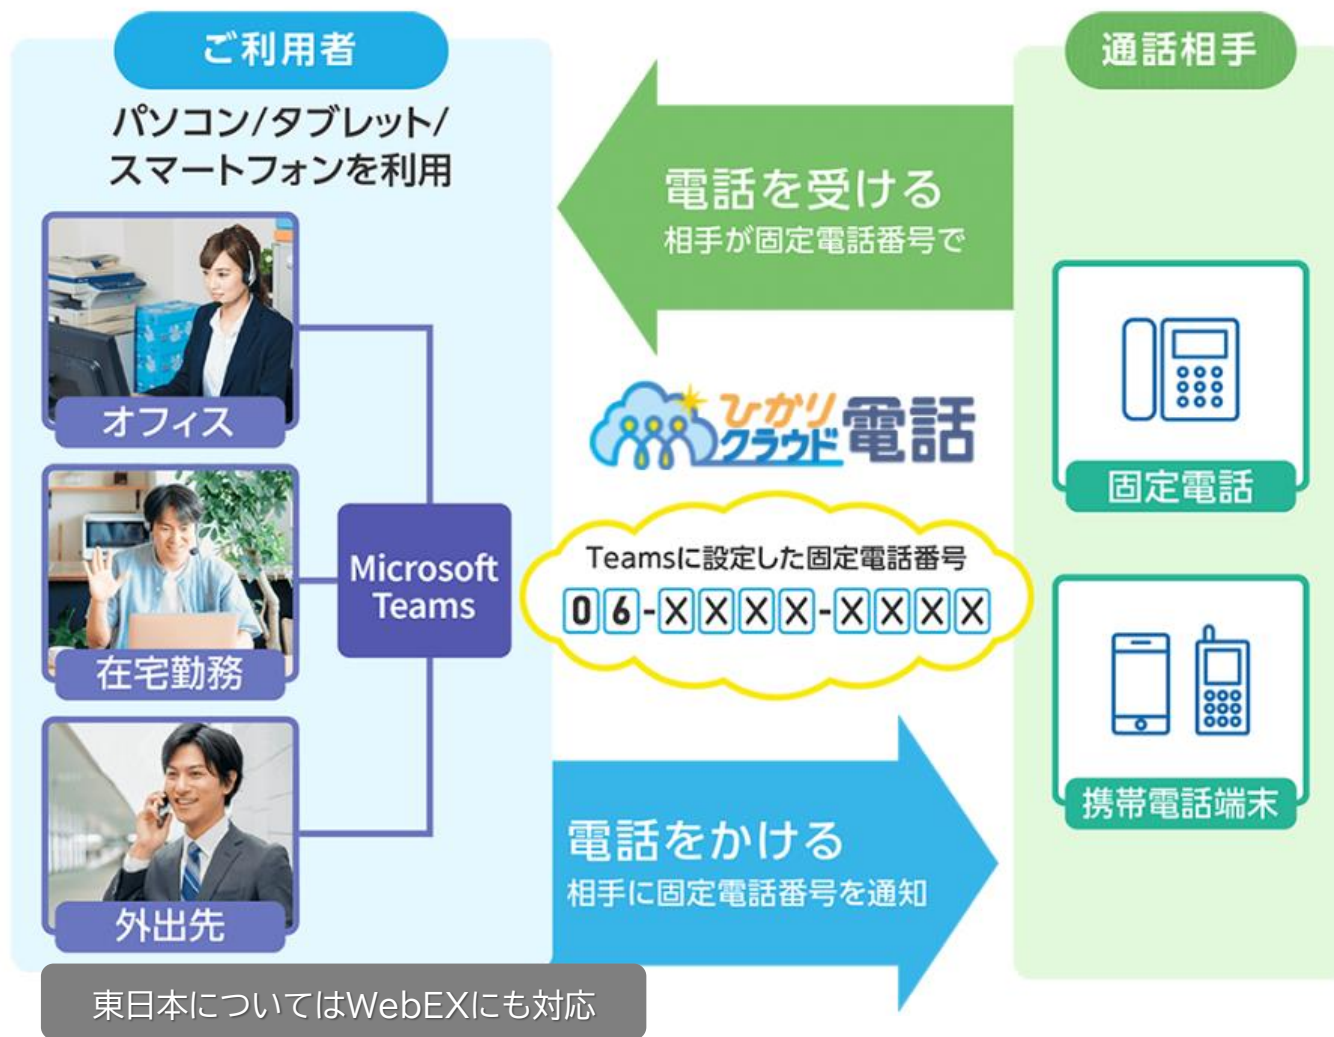 ご利用者
パソコン/タブレット/
スマートフォンを利用
オフィス
在宅勤務
外出先
Microsoft
Teams
電話を受ける
相手が固定電話番号で
ひかり
クラウド
電話
Teamsに設定した固定電話番号
06-XXXX-XXXX
電話をかける
相手に固定電話番号を通知
通話相手
固定電話
携帯電話端末
東日本についてはWebEXにも対応